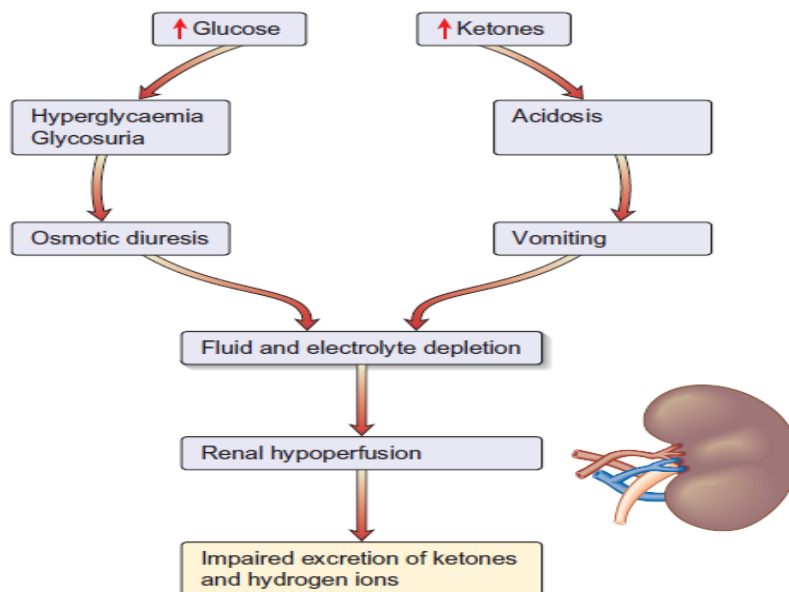 Glucose
Ketones
Hyperglycaemia
Glycosuria
Acidosis
Osmotic diuresis
Vomiting
Fluid and electrolyte depletion
Renal hypoperfusion
Impaired excretion of ketones
and hydrogen ions